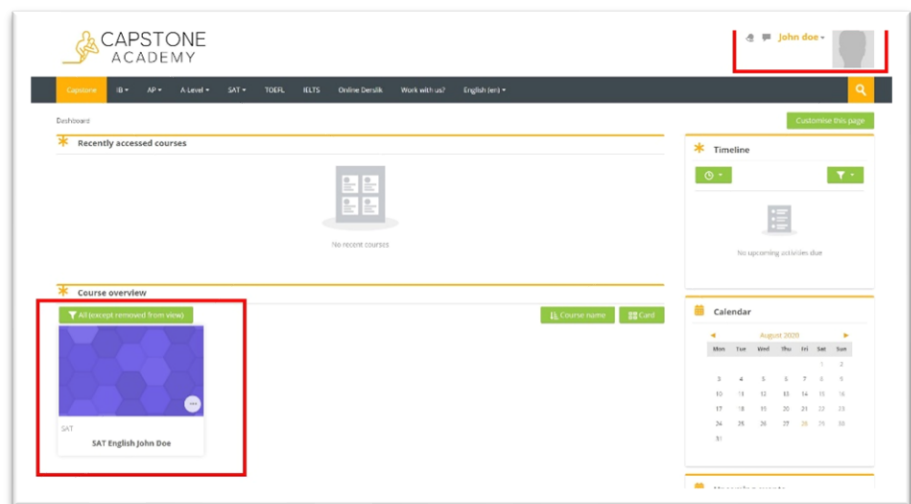 CAPSTONE
ACADEMY
John doe
Capstone IB AP A Level SAT TOEFL IELTS Online Derslik Work with us? English (en)
Dashboard
Customise this page
Recently accessed courses
No recent courses
Timeline
No upcoming activities due
Course overview
All (except removed from view)
Course name Card
SAT
SAT English John Doe
Calendar
August 2020
Mon Tue Wed Thu Fri Sat Sun
1 2
3 4 5 6 7 8 9
10 11 12 13 14 15 16
17 18 19 20 21 22 23
24 25 26 27 28 29 30
31